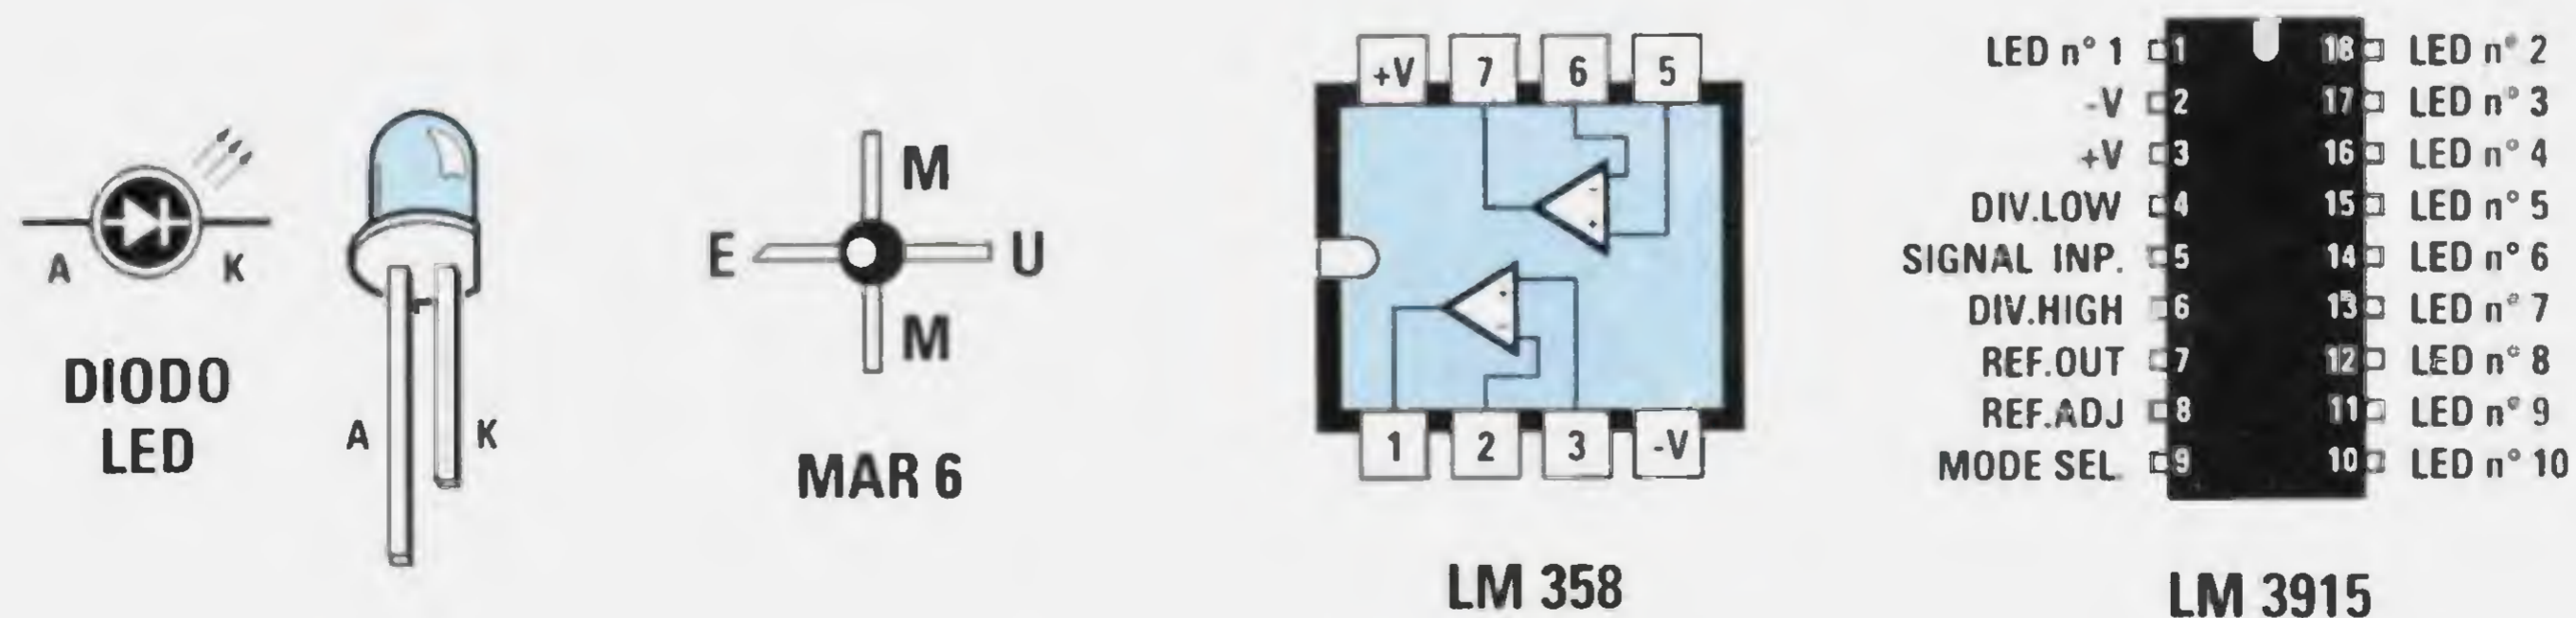 A
K
DIODO
LED
A
K
M
E
U
M
MAR 6
+V
7
6
5
-
+
+
-
1
2
3
-V
LM 358
LED n° 1 1 18 LED n° 2
-V 2 17 LED n° 3
+V 3 16 LED n° 4
DIV.LOW 4 15 LED n° 5
SIGNAL INP. 5 14 LED n° 6
DIV.HIGH 6 13 LED n° 7
REF.OUT 7 12 LED n° 8
REF.ADJ 8 11 LED n° 9
MODE SEL 9 10 LED n° 10
LM 3915